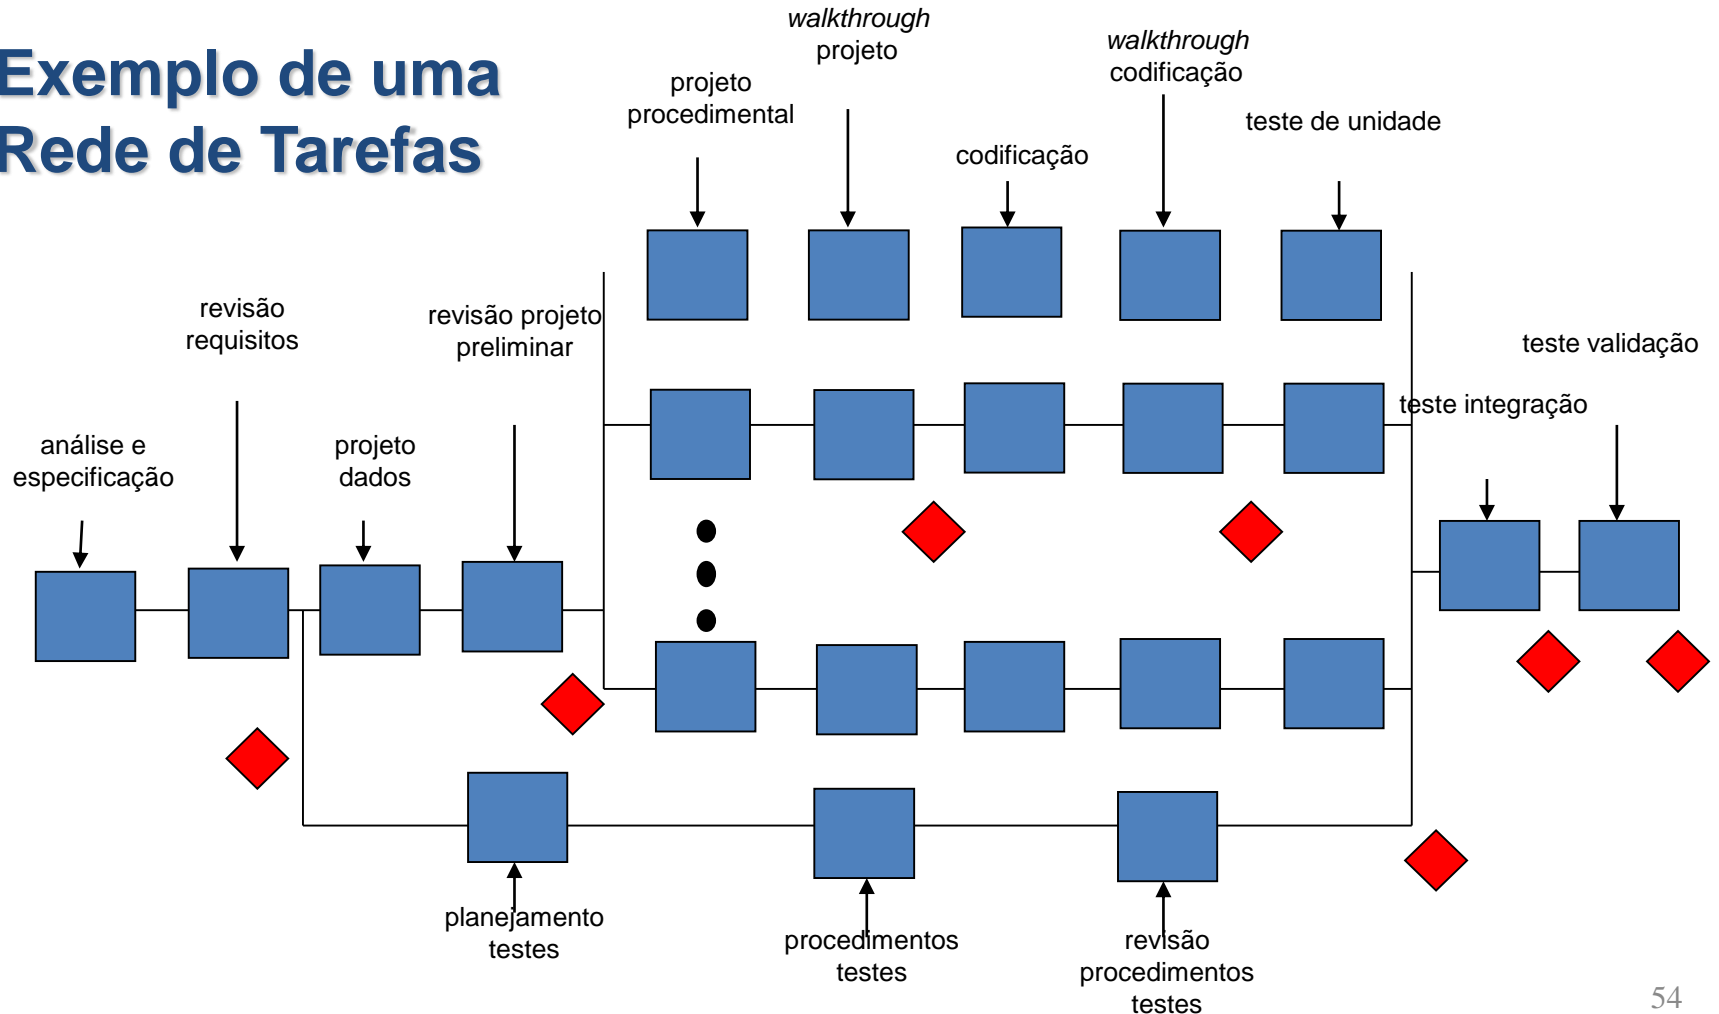 Exemplo de uma
Rede de Tarefas
walkthrough
projeto
walkthrough
codificação
projeto
procedimental
teste de unidade
codificação
revisão
requisitos
revisão projeto
preliminar
teste validação
teste integração
análise e
especificação
projeto
dados
planejamento
testes
procedimentos
testes
revisão
procedimentos
testes
54